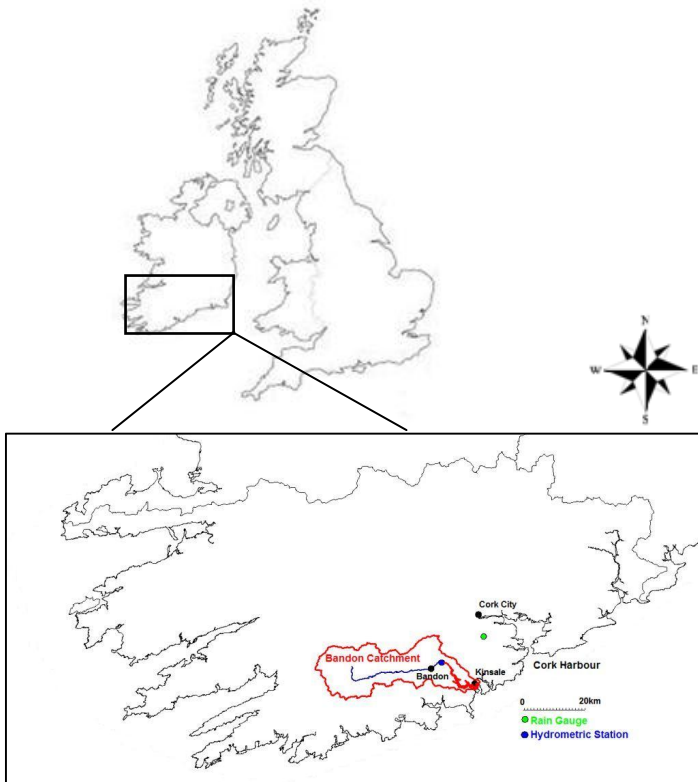 N
W
E
S
Cork City
Bandon Catchment
Kinsale
Cork Harbour
Bandon
0
20km
Rain Gauge
Hydrometric Station